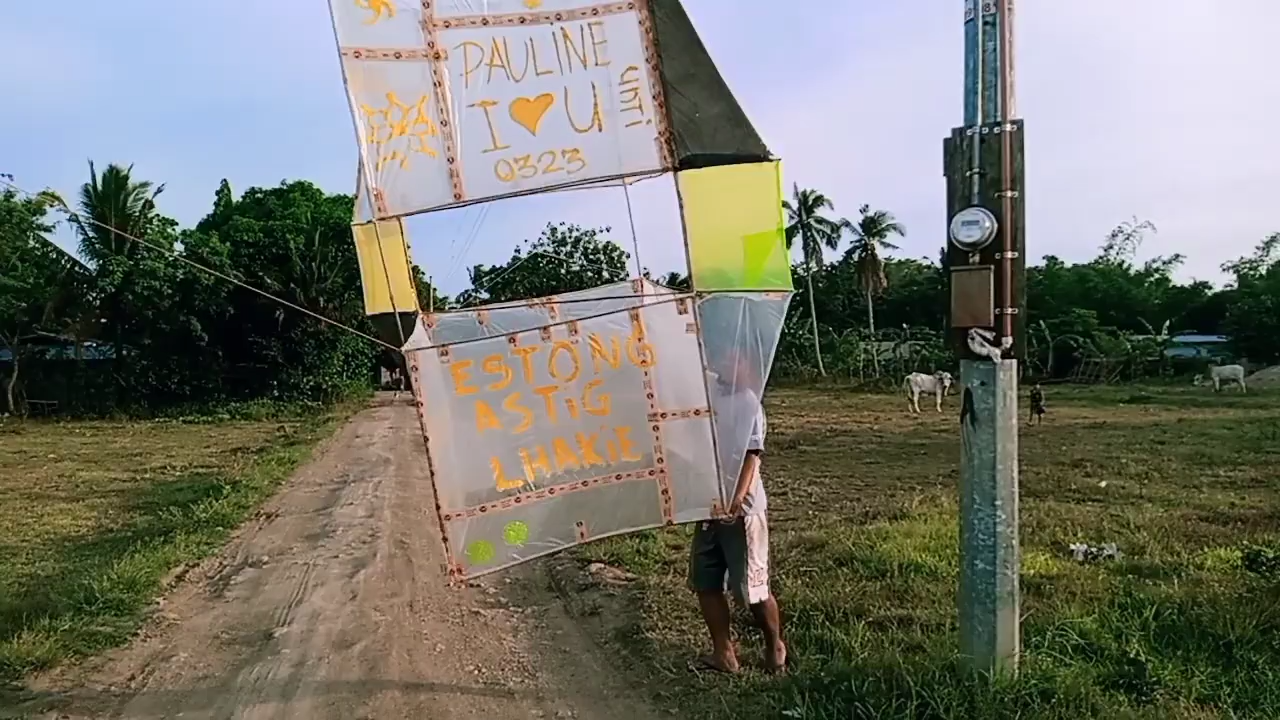 PAULINE
I ❤ U
0323
ESTONG
ASTIG
LHAKIE